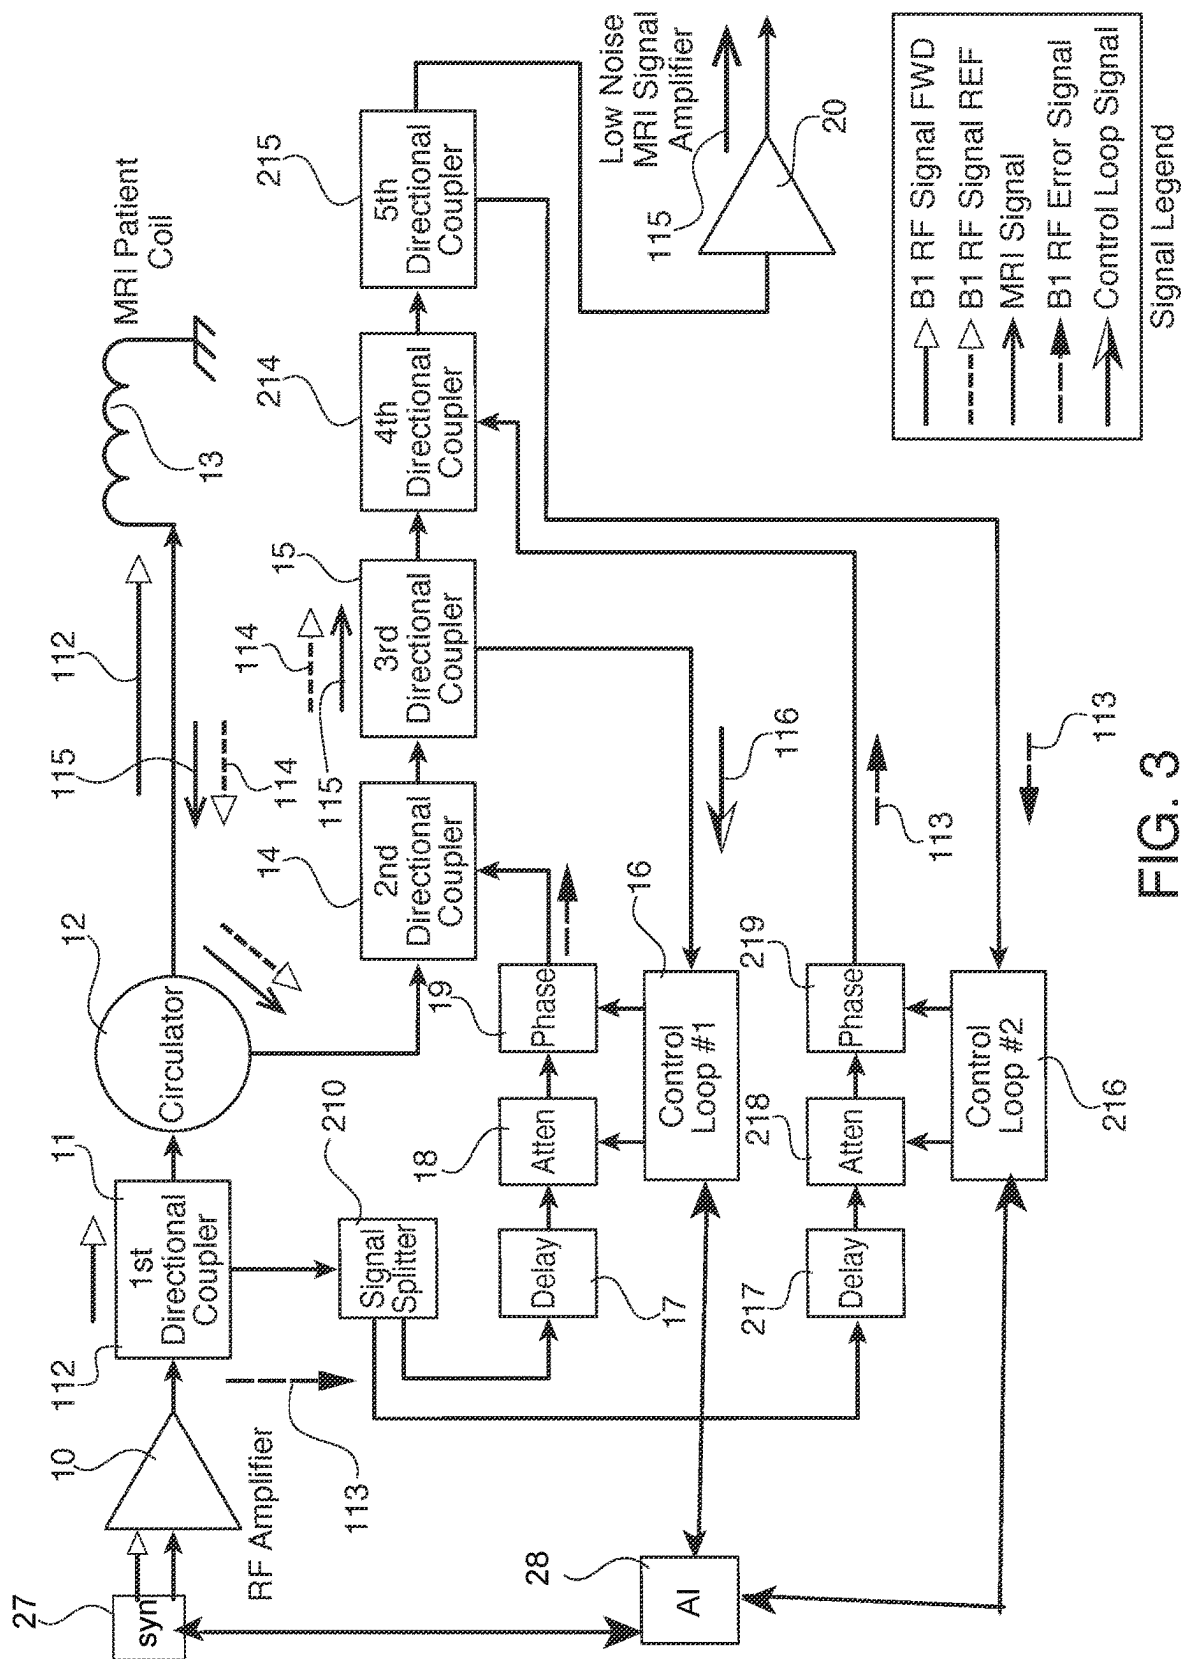 27
syn
10
RF Amplifier
112
1st
Directional
Coupler
11
113
12
Circulator
115
112
114
MRI Patient
Coil
13
210
Signal
Splitter
14
2nd
Directional
Coupler
115
114
15
3rd
Directional
Coupler
214
4th
Directional
Coupler
215
5th
Directional
Coupler
Low Noise
MRI Signal
Amplifier
115
20
17
Delay
18
Atten
19
Phase
16
Control
Loop #1
116
217
Delay
218
Atten
219
Phase
113
216
Control
Loop #2
113
28
AI
B1 RF Signal FWD
B1 RF Signal REF
MRI Signal
B1 RF Error Signal
Control Loop Signal
Signal Legend
FIG. 3